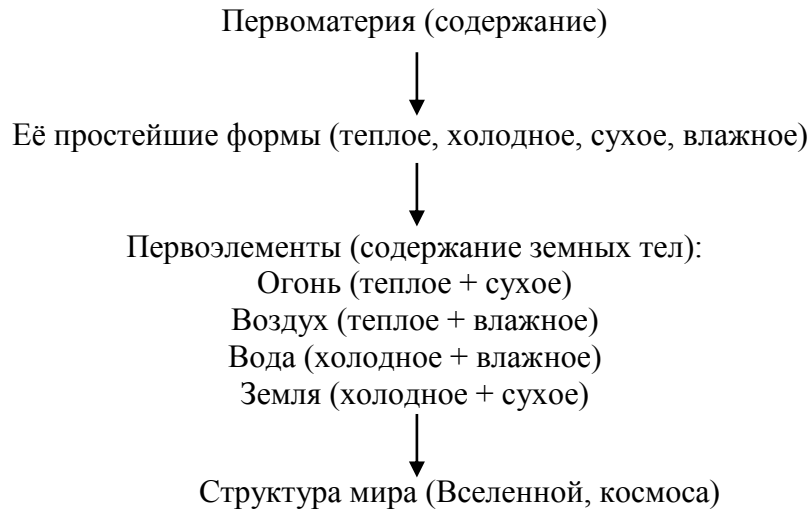 Первоматерия (содержание)
Её простейшие формы (теплое, холодное, сухое, влажное)
Первоэлементы (содержание земных тел):
Огонь (теплое + сухое)
Воздух (теплое + влажное)
Вода (холодное + влажное)
Земля (холодное + сухое)
Структура мира (Вселенной, космоса)